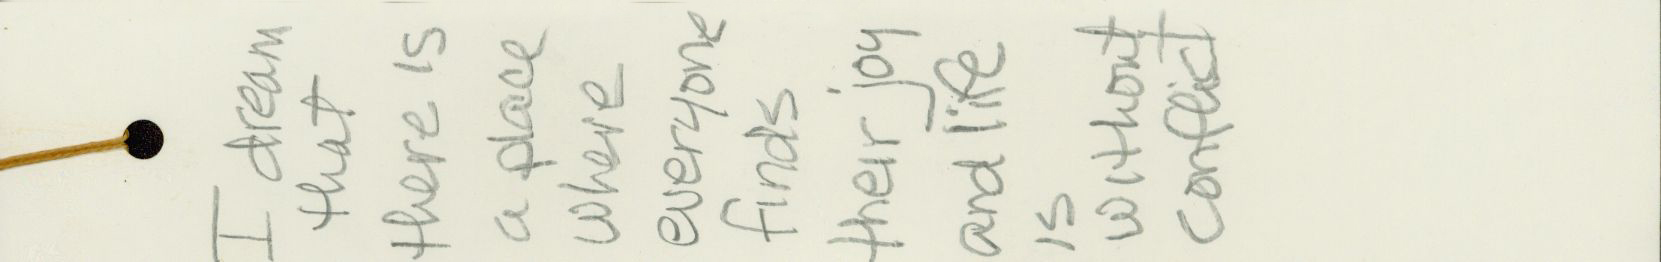 I dream
that
there is
a place
where
everyone
finds
their joy
and life
is
without
conflict